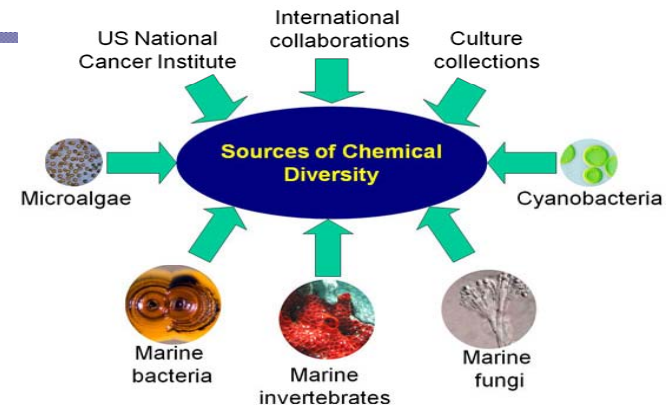 International
collaborations
US National
Cancer Institute
Culture
collections
Sources of Chemical
Diversity
Microalgae
Cyanobacteria
Marine
bacteria
Marine
invertebrates
Marine
fungi